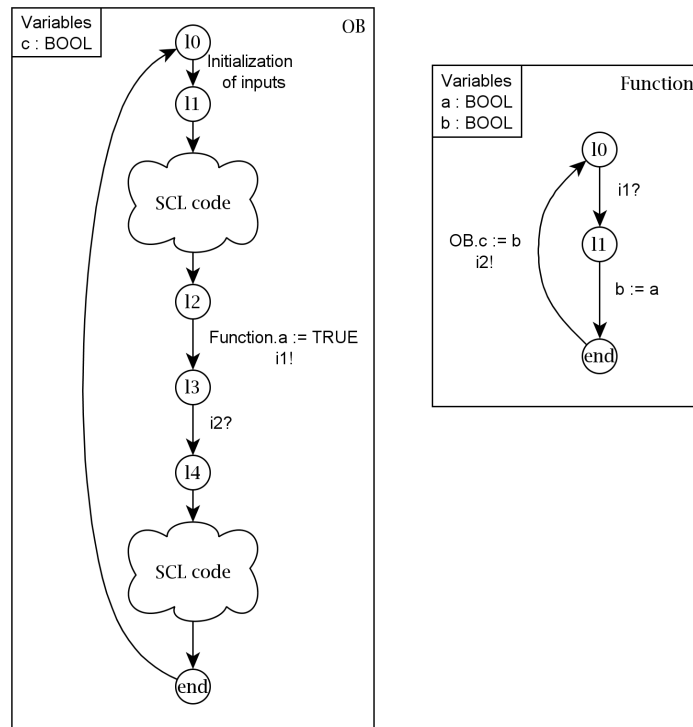 Variables
c : BOOL
OB
l0
Initialization
of inputs
l1
SCL code
l2
Function.a := TRUE
i1!
l3
i2?
l4
SCL code
end
Variables
a : BOOL
b : BOOL
Function
l0
i1?
OB.c := b
i2!
l1
b := a
end